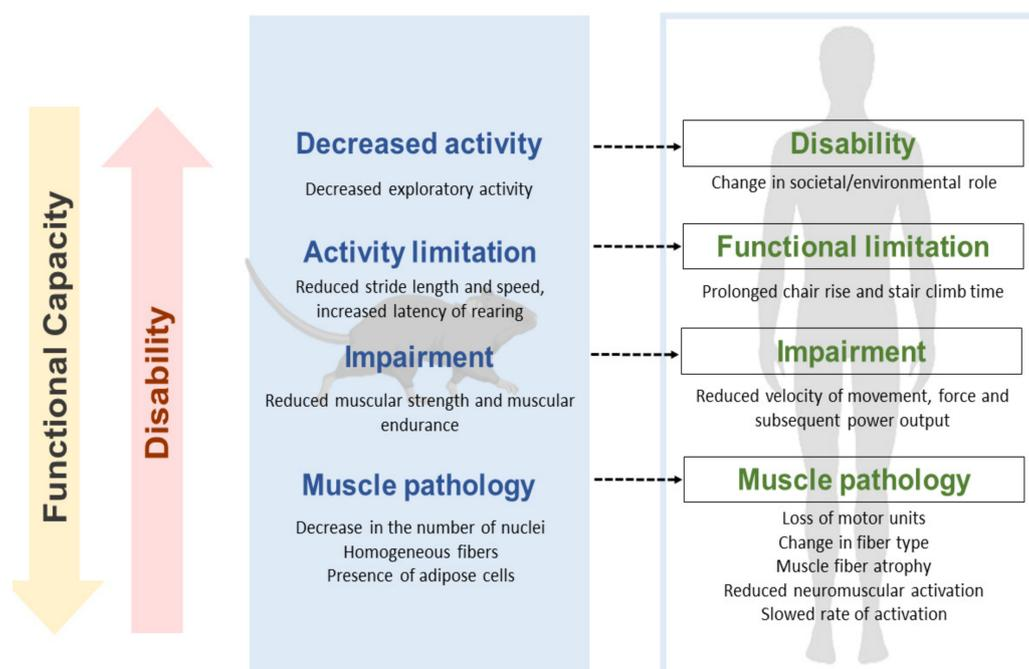 Functional Capacity
Disability
Decreased activity
Decreased exploratory activity
Activity limitation
Reduced stride length and speed,
increased latency of rearing
Impairment
Reduced muscular strength and muscular
endurance
Muscle pathology
Decrease in the number of nuclei
Homogeneous fibers
Presence of adipose cells
Disability
Change in societal/environmental role
Functional limitation
Prolonged chair rise and stair climb time
Impairment
Reduced velocity of movement, force and
subsequent power output
Muscle pathology
Loss of motor units
Change in fiber type
Muscle fiber atrophy
Reduced neuromuscular activation
Slowed rate of activation